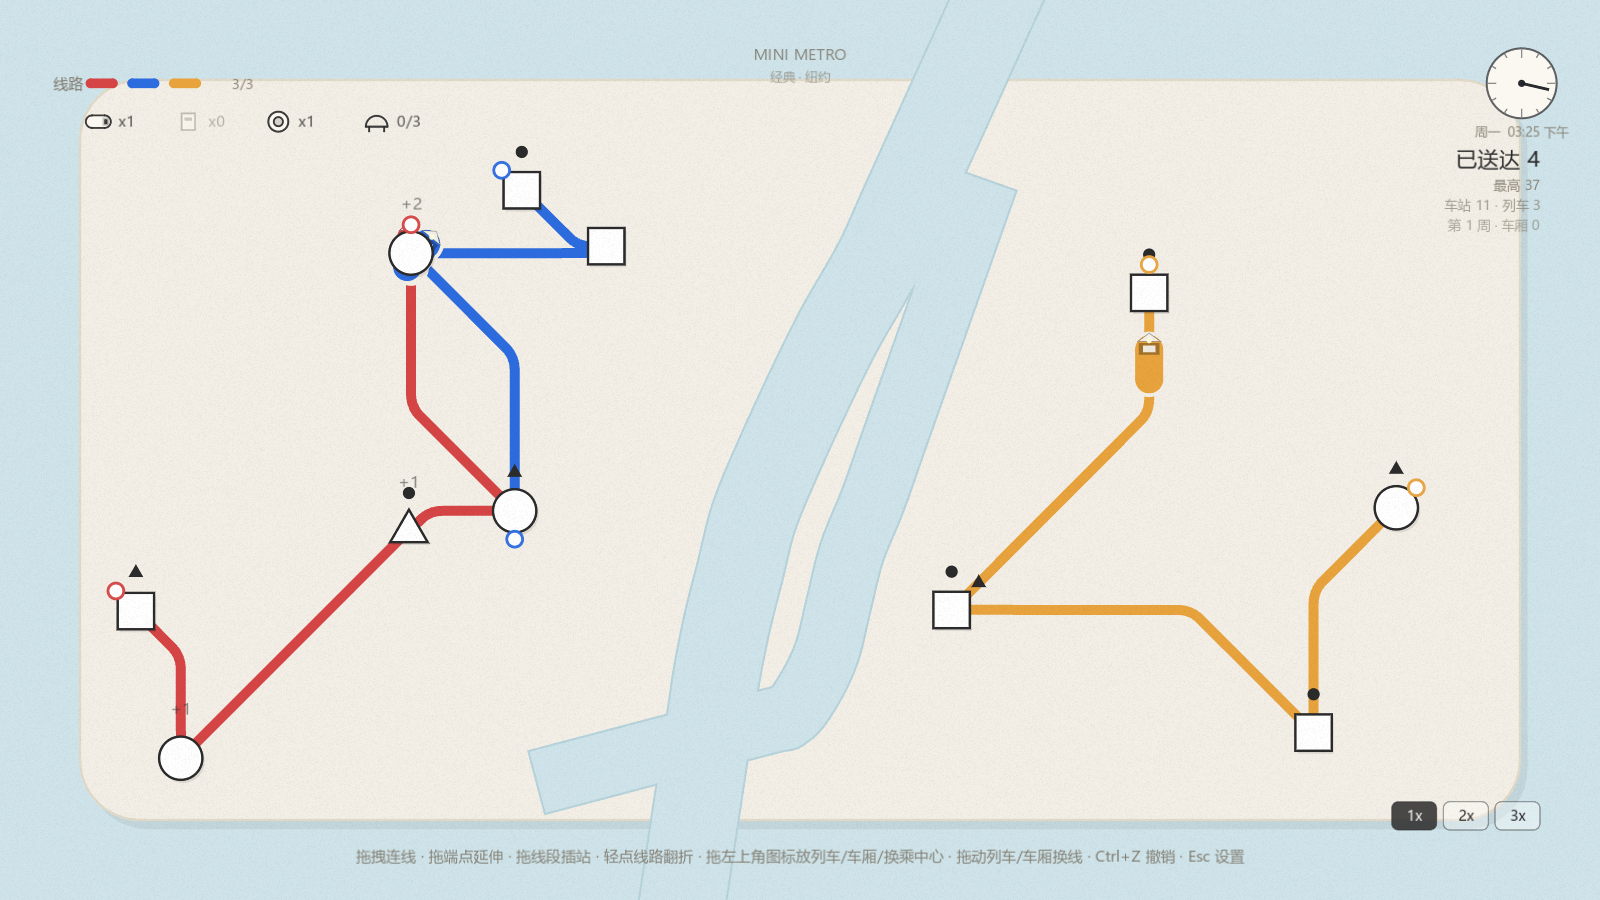 MINI METRO
经典 · 纽约
线路 3/3
x1 x0 x1 0/3
周一 03:25 下午
已送达 4
最高 37
车站 11 · 列车 3
第 1 周 · 车厢 0
+2
+1
+1
1x 2x 3x
拖拽连线 · 拖端点延伸 · 拖线段插站 · 轻点线路翻折 · 拖左上角图标放列车/车厢/换乘中心 · 拖动列车/车厢换线 · Ctrl+Z 撤销 · Esc 设置